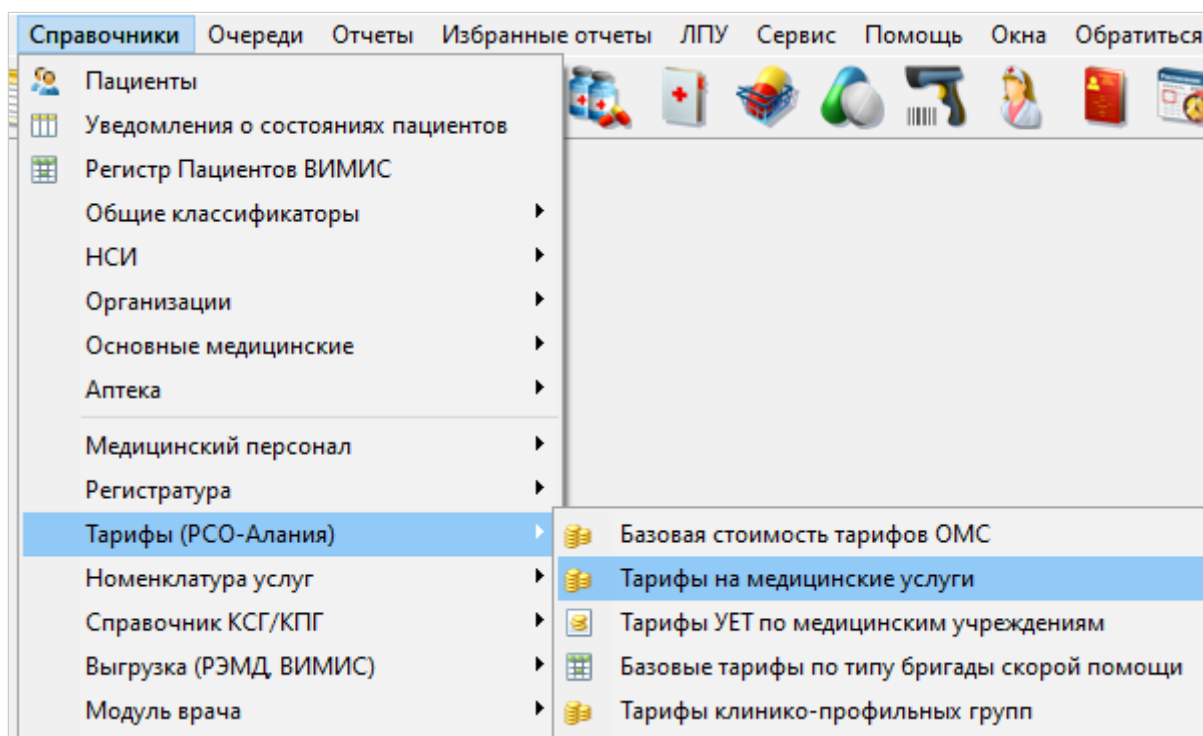 Справочники Очереди Отчеты Избранные отчеты ЛПУ Сервис Помощь Окна Обратиться
Пациенты
Уведомления о состояниях пациентов
Регистр Пациентов ВИМИС
Общие классификаторы
НСИ
Организации
Основные медицинские
Аптека
Медицинский персонал
Регистратура
Тарифы (РСО-Алания)
Номенклатура услуг
Справочник КСГ/КПГ
Выгрузка (РЭМД, ВИМИС)
Модуль врача
Базовая стоимость тарифов ОМС
Тарифы на медицинские услуги
Тарифы УЕТ по медицинским учреждениям
Базовые тарифы по типу бригады скорой помощи
Тарифы клинико-профильных групп